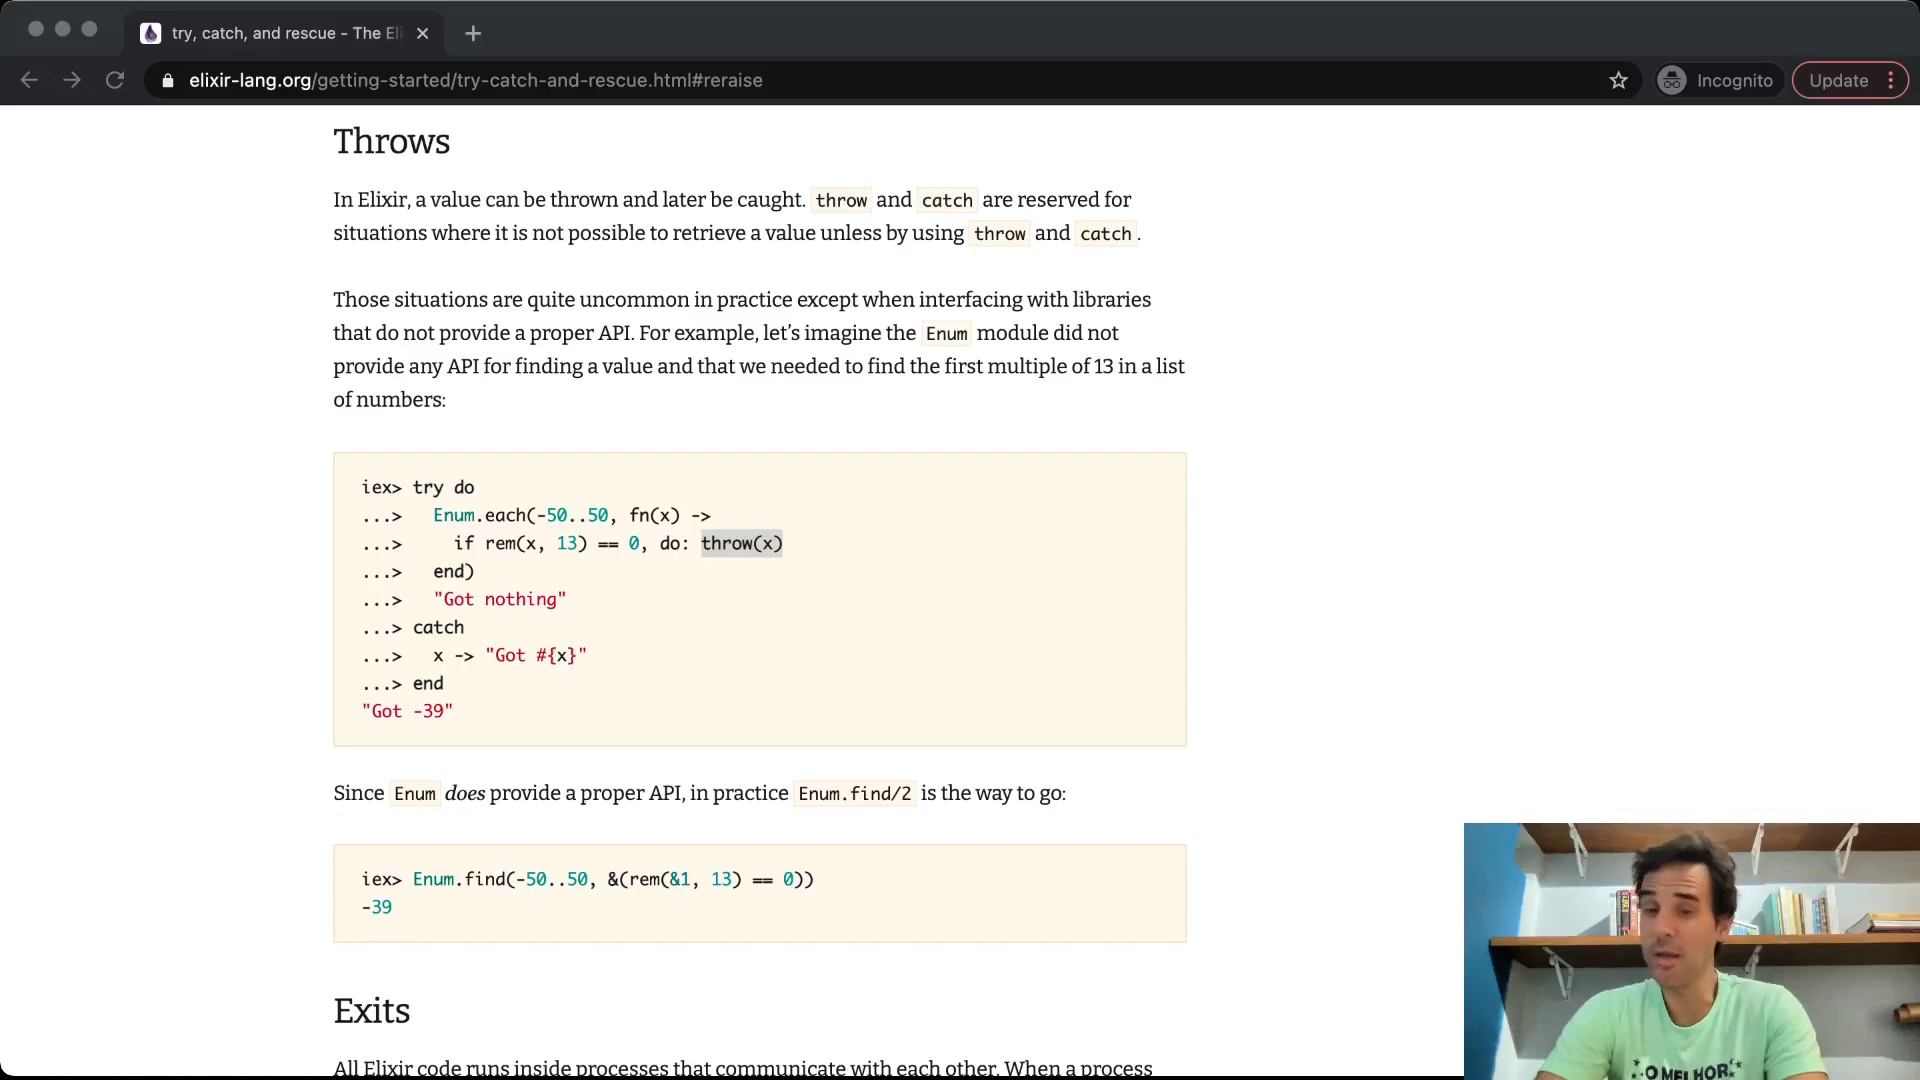 try, catch, and rescue - The Eli
elixir-lang.org/getting-started/try-catch-and-rescue.html#reraise
Incognito
Update
Throws
In Elixir, a value can be thrown and later be caught. throw and catch are reserved for
situations where it is not possible to retrieve a value unless by using throw and catch.
Those situations are quite uncommon in practice except when interfacing with libraries
that do not provide a proper API. For example, let’s imagine the Enum module did not
provide any API for finding a value and that we needed to find the first multiple of 13 in a list
of numbers:
iex> try do
...>   Enum.each(-50..50, fn(x) ->
...>     if rem(x, 13) == 0, do: throw(x)
...>   end)
...>   "Got nothing"
...> catch
...>   x -> "Got #{x}"
...> end
"Got -39"
Since Enum does provide a proper API, in practice Enum.find/2 is the way to go:
iex> Enum.find(-50..50, &(rem(&1, 13) == 0))
-39
Exits
All Elixir code runs inside processes that communicate with each other. When a process
O MELHOR